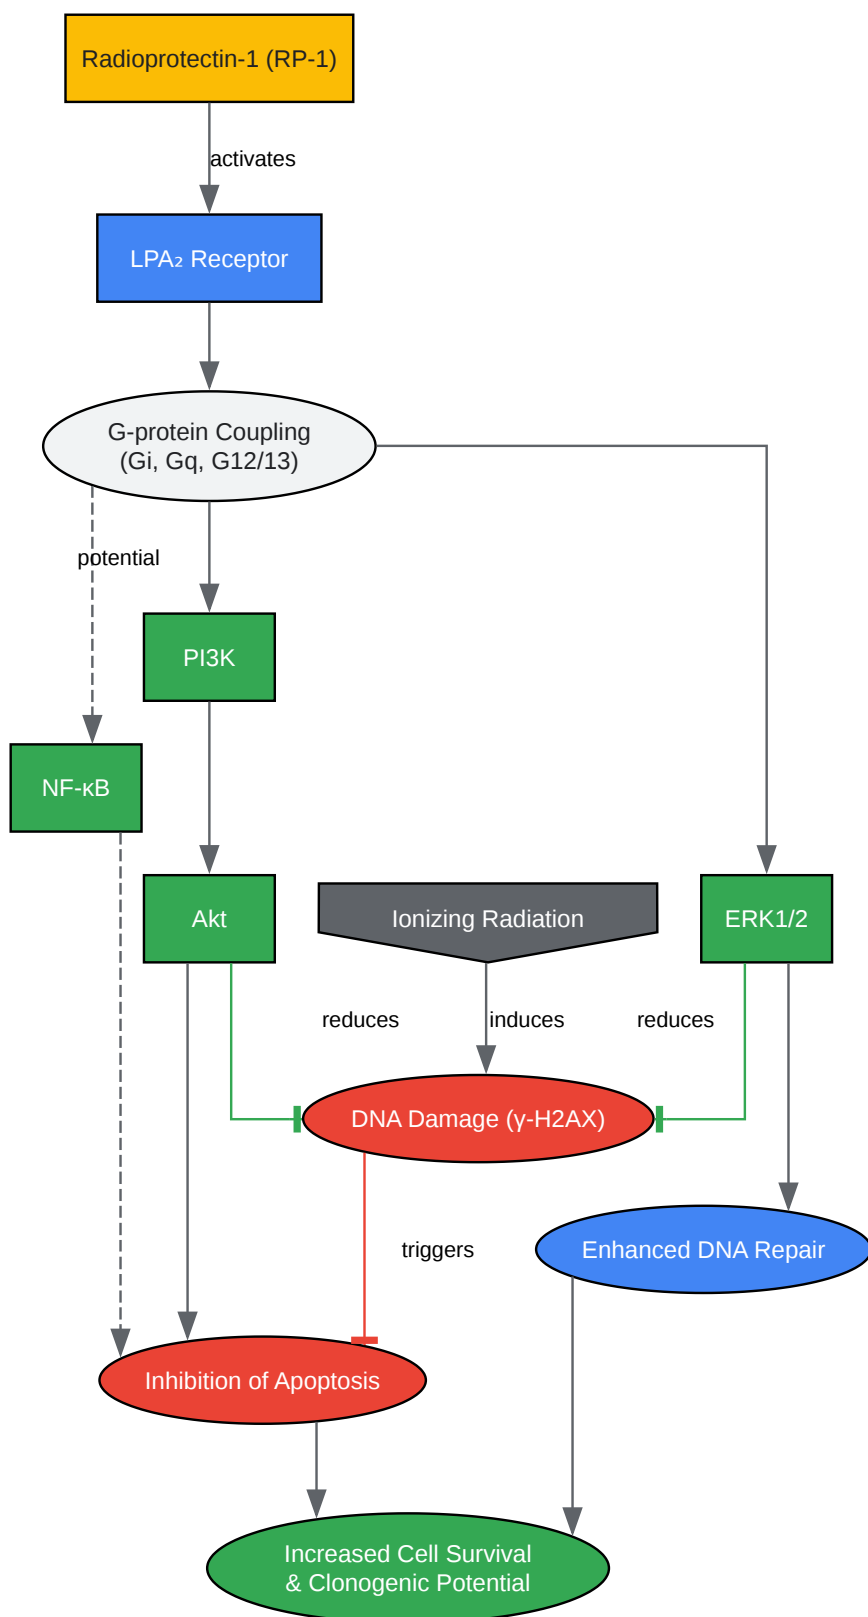 Radioprotectin-1 (RP-1)
activates
LPA₂ Receptor
G-protein Coupling
(Gi, Gq, G12/13)
potential
PI3K
NF-κB
Akt
Ionizing Radiation
ERK1/2
reduces
induces
reduces
DNA Damage (γ-H2AX)
triggers
Enhanced DNA Repair
Inhibition of Apoptosis
Increased Cell Survival
& Clonogenic Potential